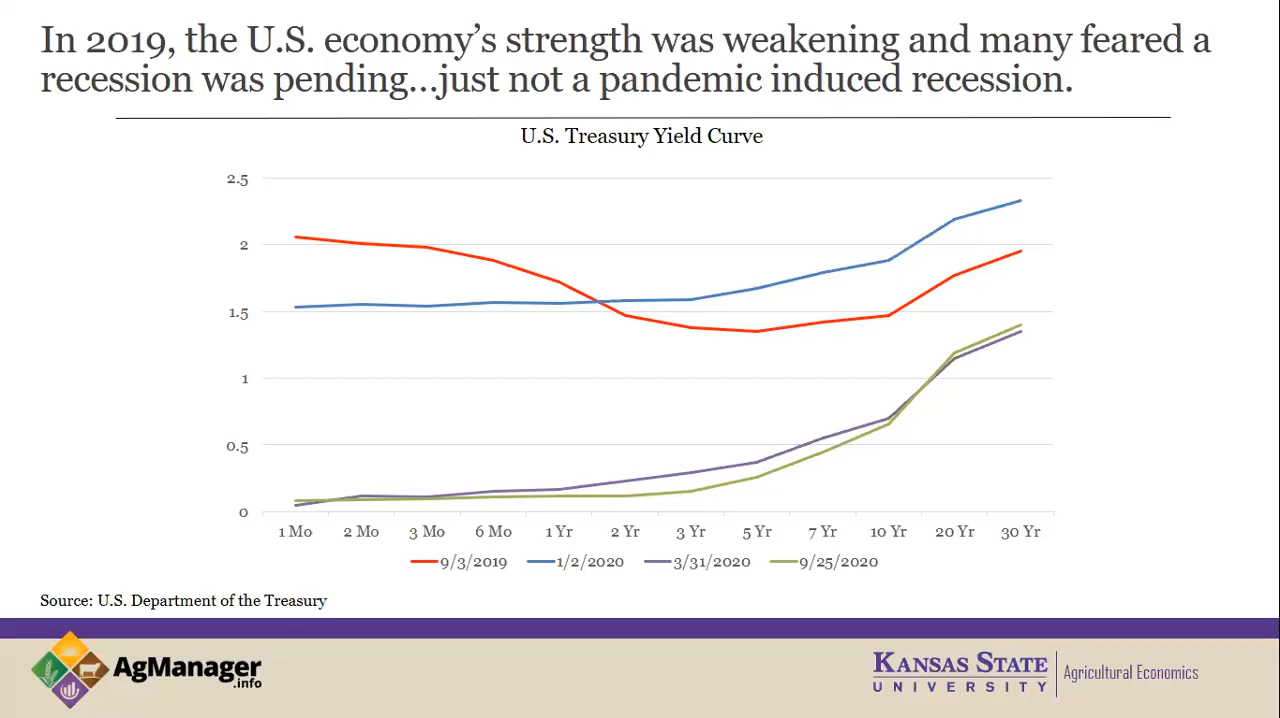 In 2019, the U.S. economy’s strength was weakening and many feared a
recession was pending…just not a pandemic induced recession.
U.S. Treasury Yield Curve
2.5
2
1.5
1
0.5
0
1 Mo 2 Mo 3 Mo 6 Mo 1 Yr 2 Yr 3 Yr 5 Yr 7 Yr 10 Yr 20 Yr 30 Yr
9/3/2019 1/2/2020 3/31/2020 9/25/2020
Source: U.S. Department of the Treasury
AgManager
.info
KANSAS STATE
UNIVERSITY
Agricultural Economics